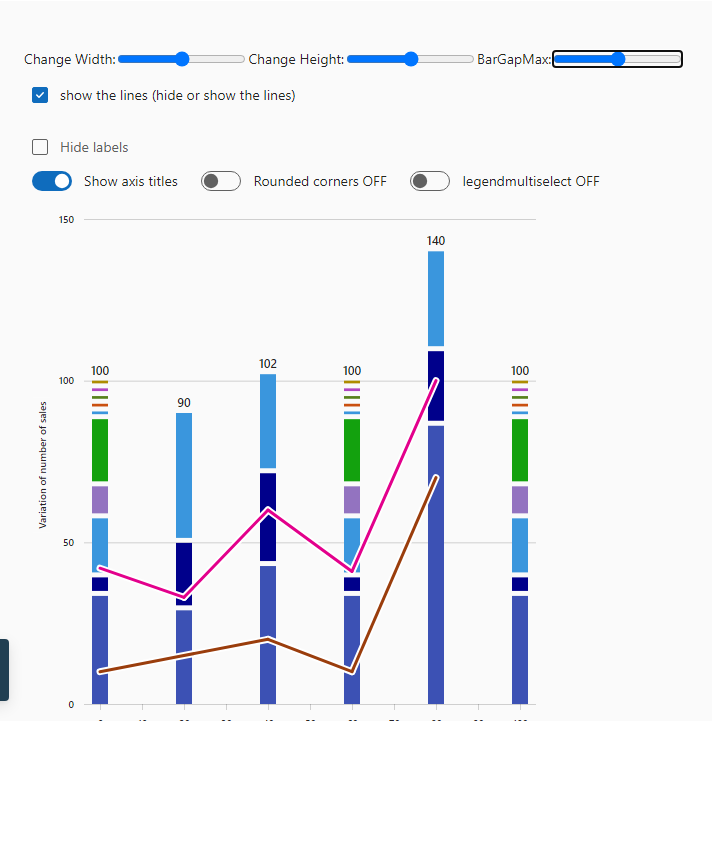 Change Width: Change Height: BarGapMax:
show the lines (hide or show the lines)
Hide labels
Show axis titles Rounded corners OFF legendmultiselect OFF
150
140
102
100 100 100
100
90
Variation of number of sales
50
0